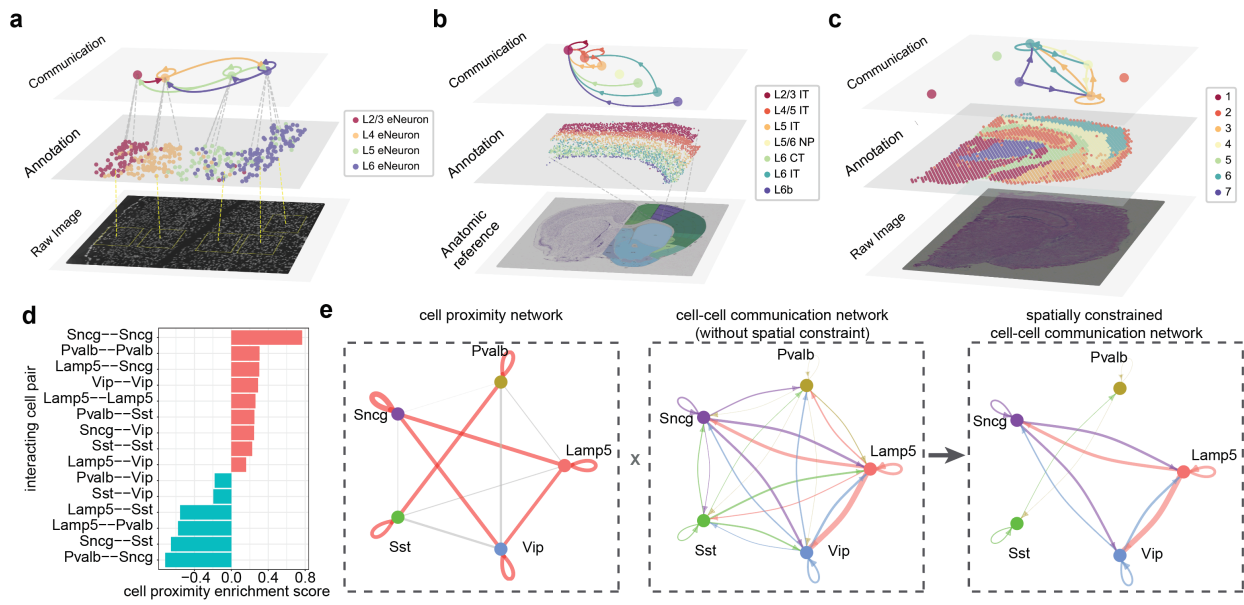 a
Communication
Annotation
Raw Image
L2/3 eNeuron
L4 eNeuron
L5 eNeuron
L6 eNeuron
b
Communication
Annotation
Anatomic
reference
L2/3 IT
L4/5 IT
L5 IT
L5/6 NP
L6 CT
L6 IT
L6b
c
Communication
Annotation
Raw Image
1
2
3
4
5
6
7
d
interacting cell pair
Sncg--Sncg
Pvalb--Pvalb
Lamp5--Sncg
Vip--Vip
Lamp5--Lamp5
Pvalb--Sst
Sncg--Vip
Sst--Sst
Lamp5--Vip
Pvalb--Vip
Sst--Vip
Lamp5--Sst
Lamp5--Pvalb
Sncg--Sst
Pvalb--Sncg
−0.4 0.0 0.4 0.8
cell proximity enrichment score
e
cell proximity network
Pvalb
Sncg
Lamp5
Sst
Vip
x
cell-cell communication network
(without spatial constraint)
Pvalb
Sncg
Lamp5
Sst
Vip
spatially constrained
cell-cell communication network
Pvalb
Sncg
Lamp5
Sst
Vip